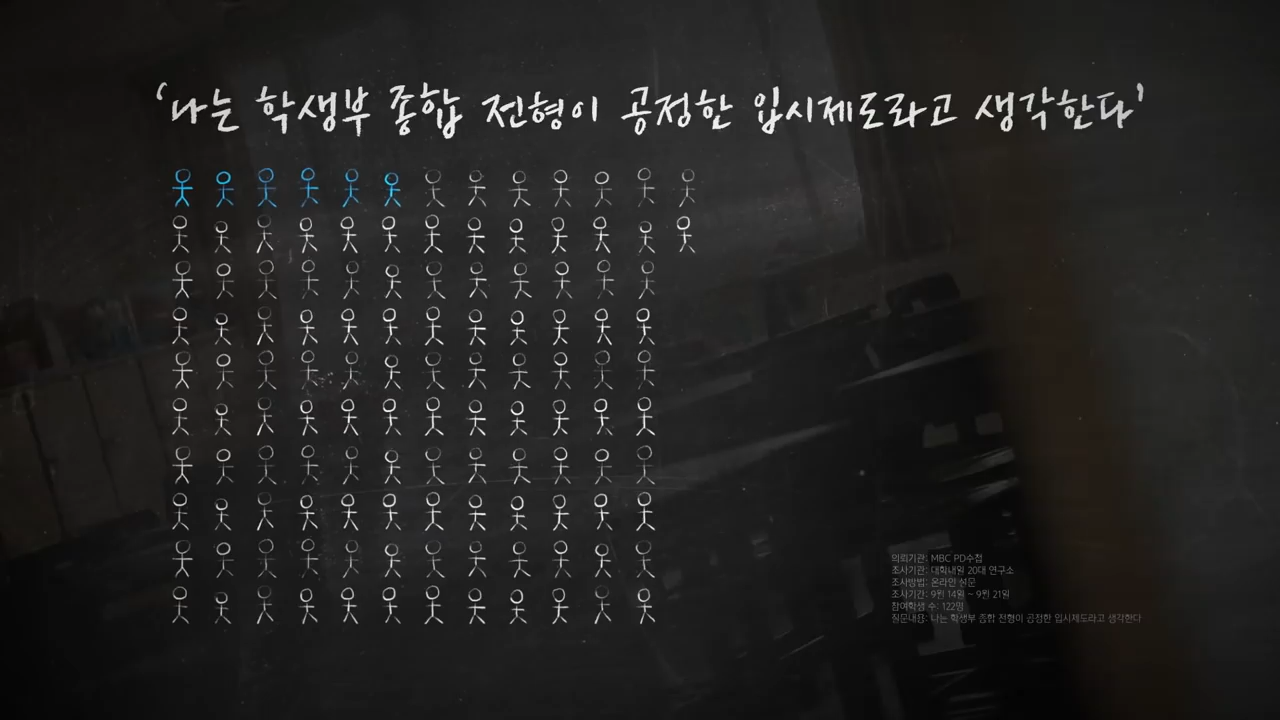 ‘나는 학생부 종합 전형이 공정한 입시제도라고 생각한다’
의뢰기관: MBC PD수첩
조사기관: 대학내일 20대 연구소
조사방법: 온라인 설문
조사기간: 9월 14일 ~ 9월 21일
참여학생 수: 122명
질문내용: 나는 학생부 종합 전형이 공정한 입시제도라고 생각한다